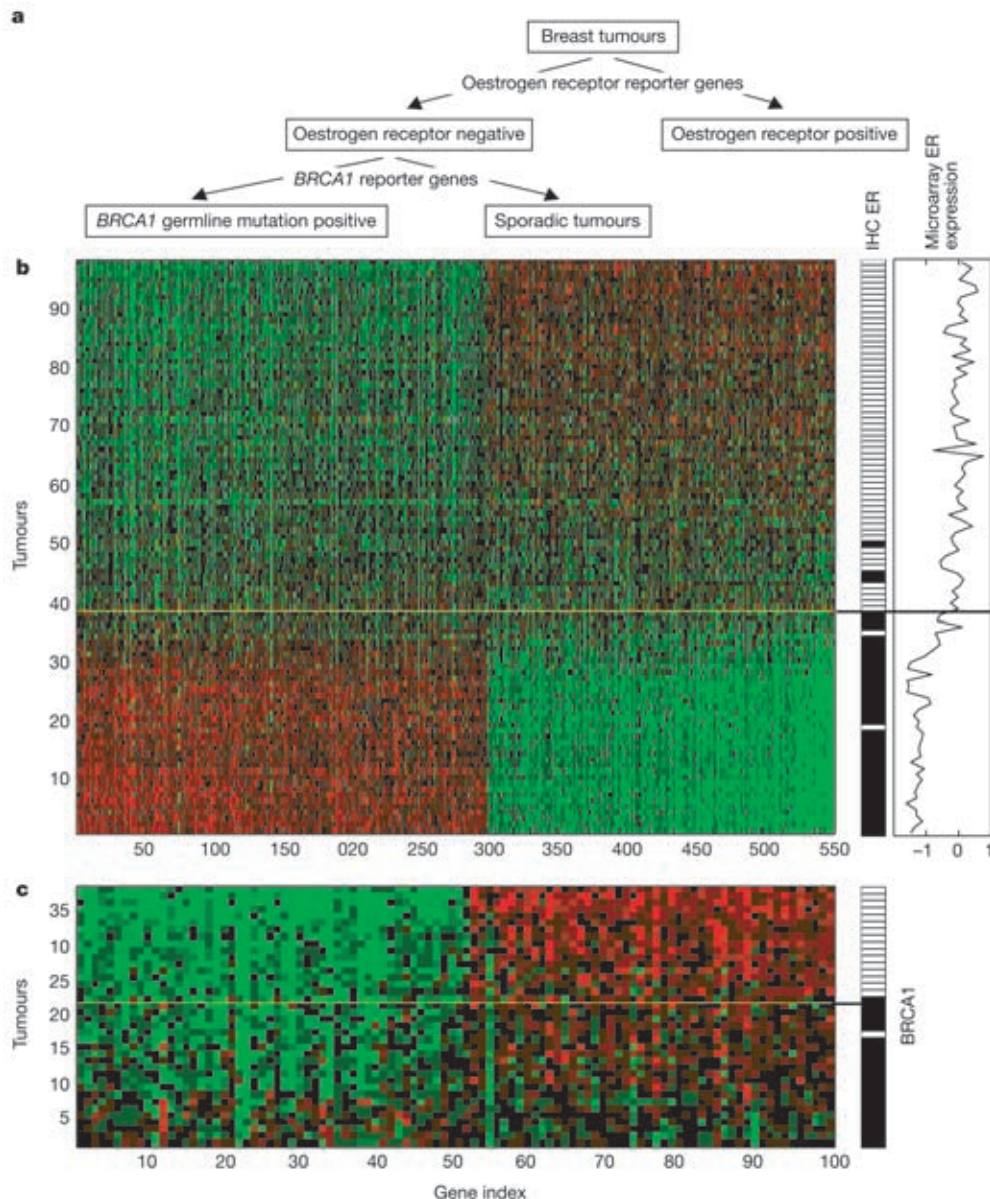 a
Breast tumours
Oestrogen receptor reporter genes
Oestrogen receptor negative
Oestrogen receptor positive
BRCA1 reporter genes
BRCA1 germline mutation positive
Sporadic tumours
IHC ER
Microarray ER
expression
b
90
80
70
60
50
40
30
20
10
Tumours
50 100 150 020 300 350 400 450 500 550
−1 0 1
c
35
10
25
20
15
10
5
Tumours
BRCA1
10 20 30 40 50 60 70 80 90 100
Gene index